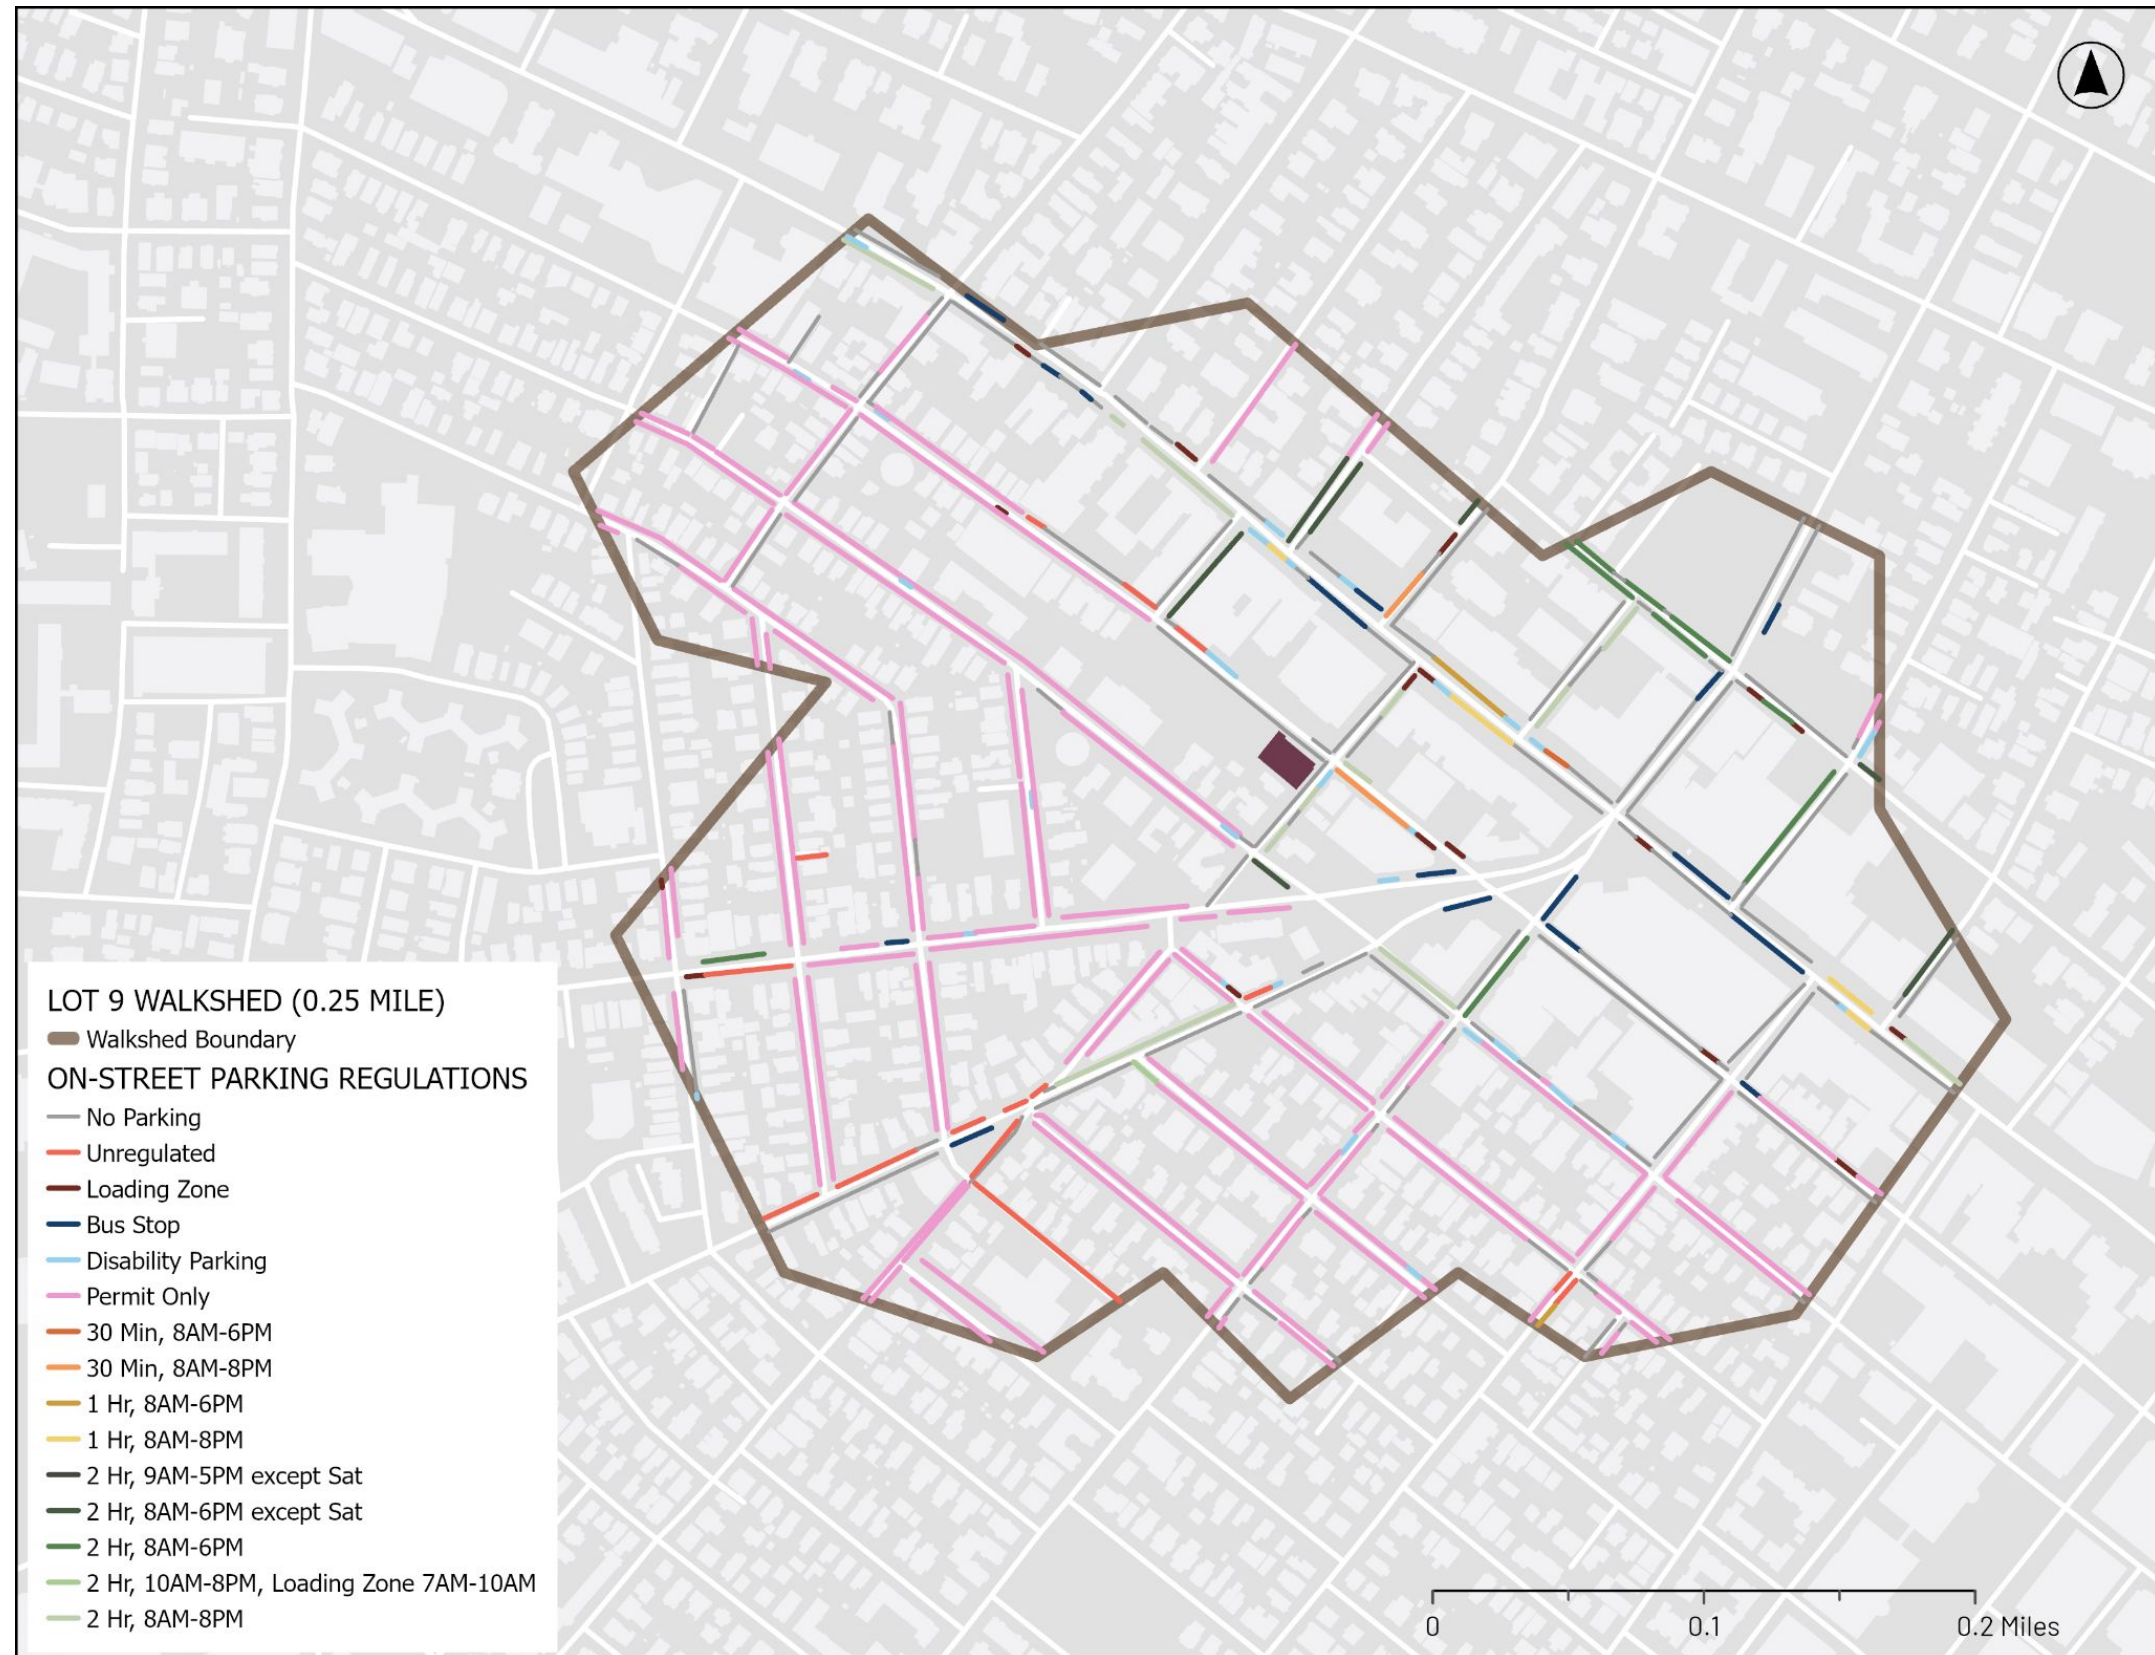 LOT 9 WALKSHED (0.25 MILE)
Walkshed Boundary
ON-STREET PARKING REGULATIONS
No Parking
Unregulated
Loading Zone
Bus Stop
Disability Parking
Permit Only
30 Min, 8AM-6PM
30 Min, 8AM-8PM
1 Hr, 8AM-6PM
1 Hr, 8AM-8PM
2 Hr, 9AM-5PM except Sat
2 Hr, 8AM-6PM except Sat
2 Hr, 8AM-6PM
2 Hr, 10AM-8PM, Loading Zone 7AM-10AM
2 Hr, 8AM-8PM
0 0.1 0.2 Miles